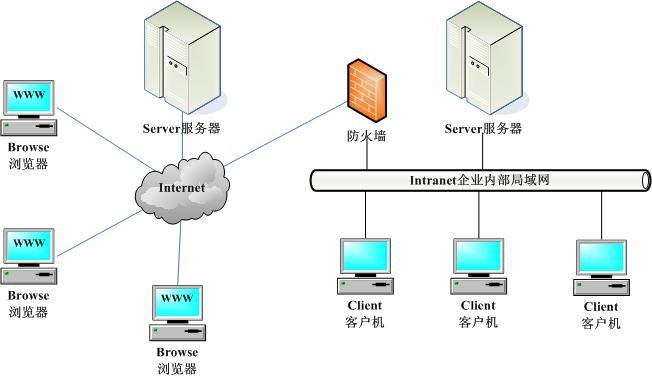 WWW
Browse
浏览器
Server服务器
防火墙
Server服务器
Internet
Intranet企业内部局域网
WWW
Browse
浏览器
WWW
Browse
浏览器
Client
客户机
Client
客户机
Client
客户机